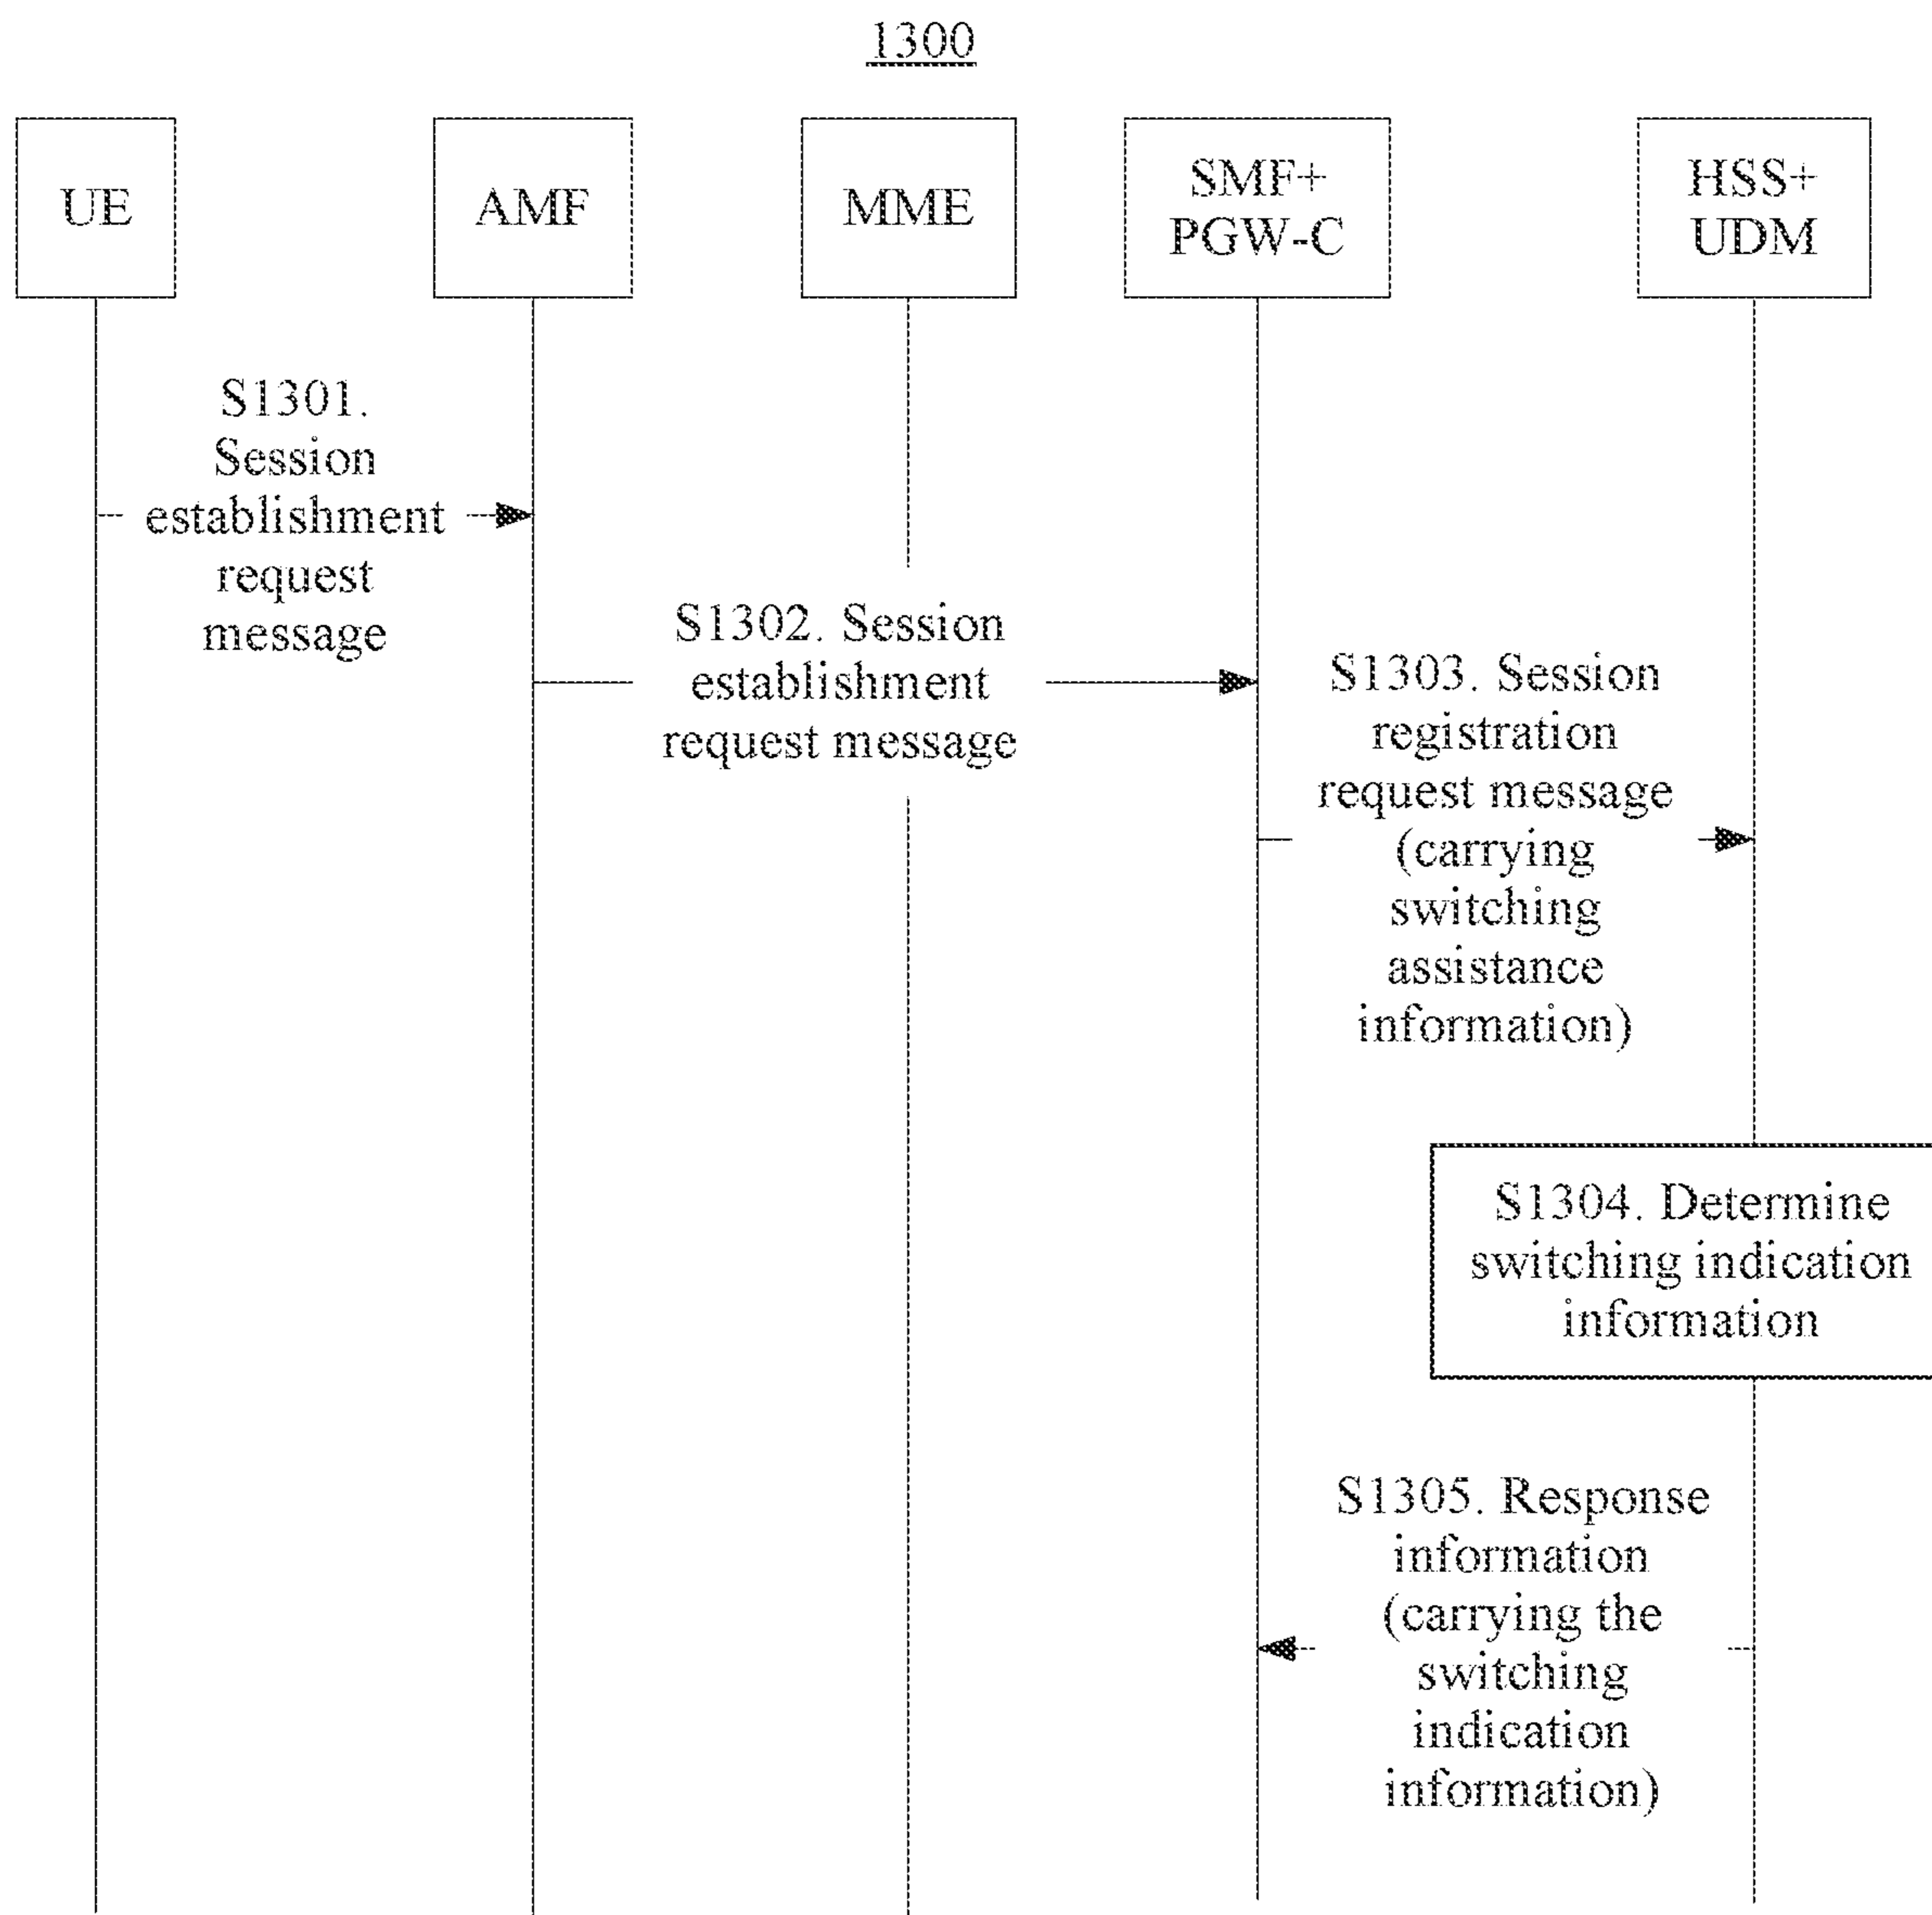 1300
UE
AMF
MME
SMF+
PGW-C
HSS+
UDM
S1301.
Session
establishment
request
message
S1302. Session
establishment
request message
S1303. Session
registration
request message
(carrying
switching
assistance
information)
S1304. Determine
switching indication
information
S1305. Response
information
(carrying the
switching
indication
information)